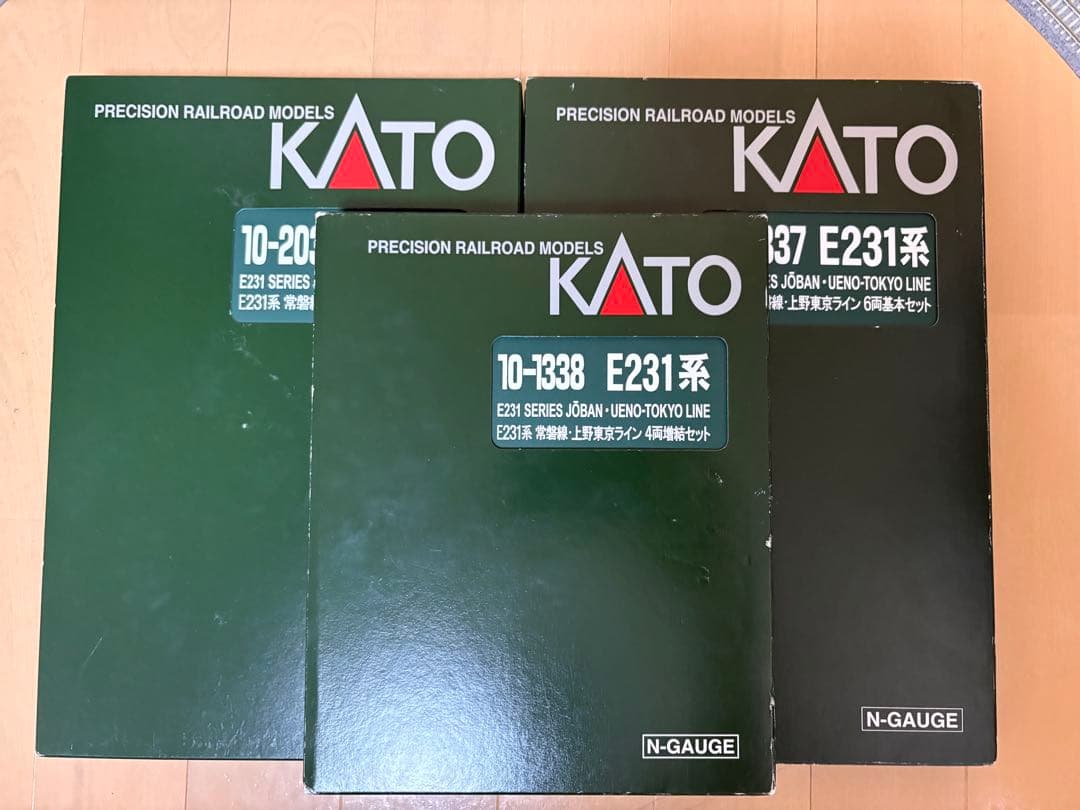 PRECISION RAILROAD MODELS
KATO
10-203
E231 SERIES
E231系 常磐
PRECISION RAILROAD MODELS
KATO
337 E231系
ES JŌBAN・UENO-TOKYO LINE
線・上野東京ライン 6両基本セット
N-GAUGE
PRECISION RAILROAD MODELS
KATO
10-1338 E231系
E231 SERIES JŌBAN・UENO-TOKYO LINE
E231系 常磐線・上野東京ライン 4両増結セット
N-GAUGE